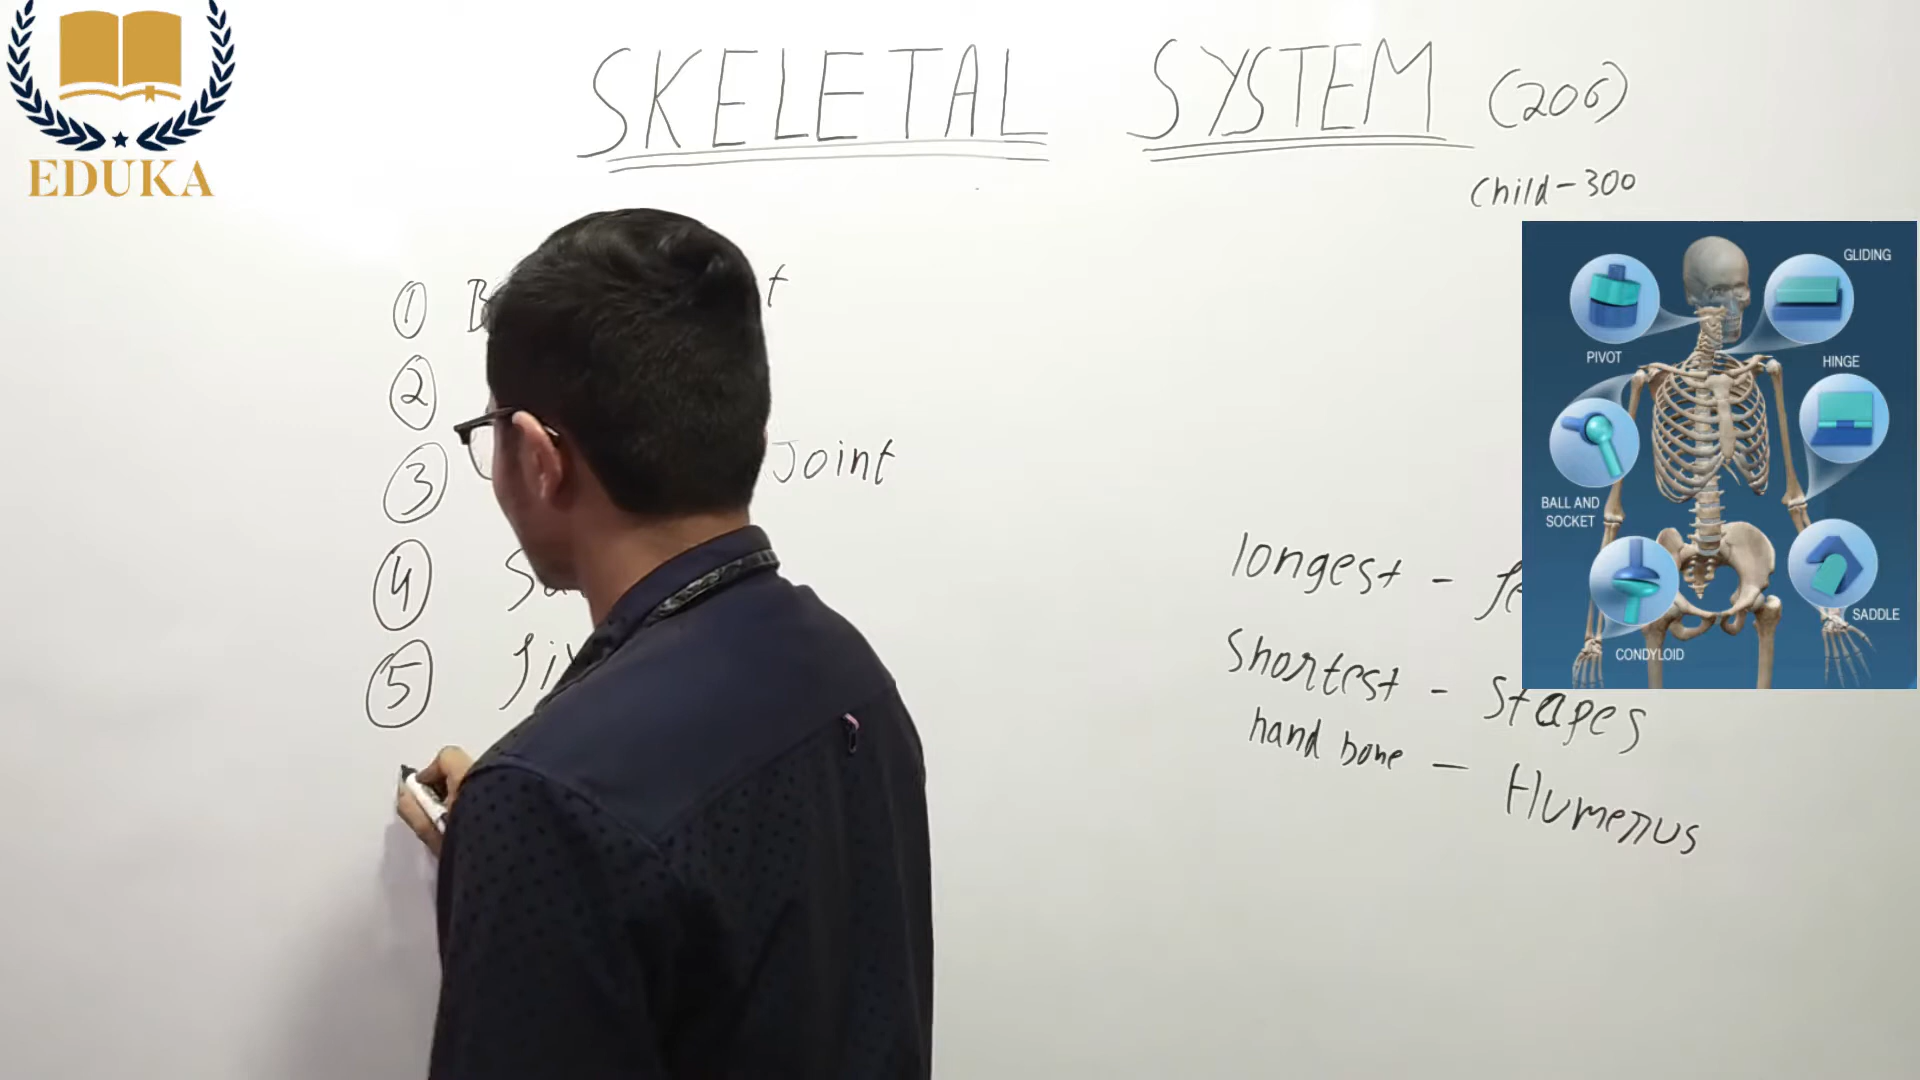 EDUKA
SKELETAL SYSTEM (206)
Child - 300
1
2
3 Joint
4
5
longest -
Shortest - Stapes
hand bone - Humerus
GLIDING
PIVOT
HINGE
BALL AND
SOCKET
SADDLE
CONDYLOID